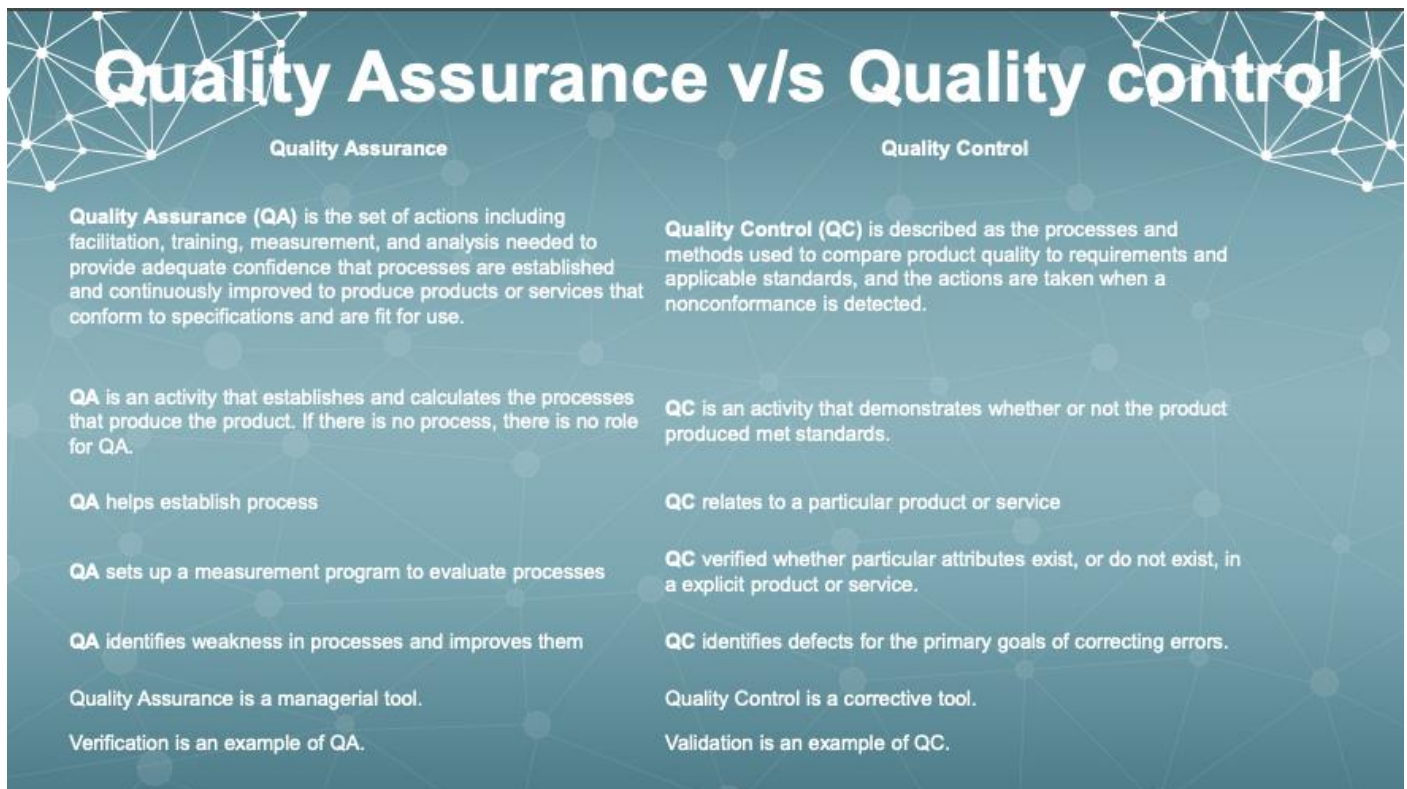 Quality Assurance v/s Quality control
Quality Assurance
Quality Control
Quality Assurance (QA) is the set of actions including
facilitation, training, measurement, and analysis needed to
provide adequate confidence that processes are established
and continuously improved to produce products or services that
conform to specifications and are fit for use.
Quality Control (QC) is described as the processes and
methods used to compare product quality to requirements and
applicable standards, and the actions are taken when a
nonconformance is detected.
QA is an activity that establishes and calculates the processes
that produce the product. If there is no process, there is no role
for QA.
QC is an activity that demonstrates whether or not the product
produced met standards.
QA helps establish process
QC relates to a particular product or service
QA sets up a measurement program to evaluate processes
QC verified whether particular attributes exist, or do not exist, in
a explicit product or service.
QA identifies weakness in processes and improves them
QC identifies defects for the primary goals of correcting errors.
Quality Assurance is a managerial tool.
Quality Control is a corrective tool.
Verification is an example of QA.
Validation is an example of QC.